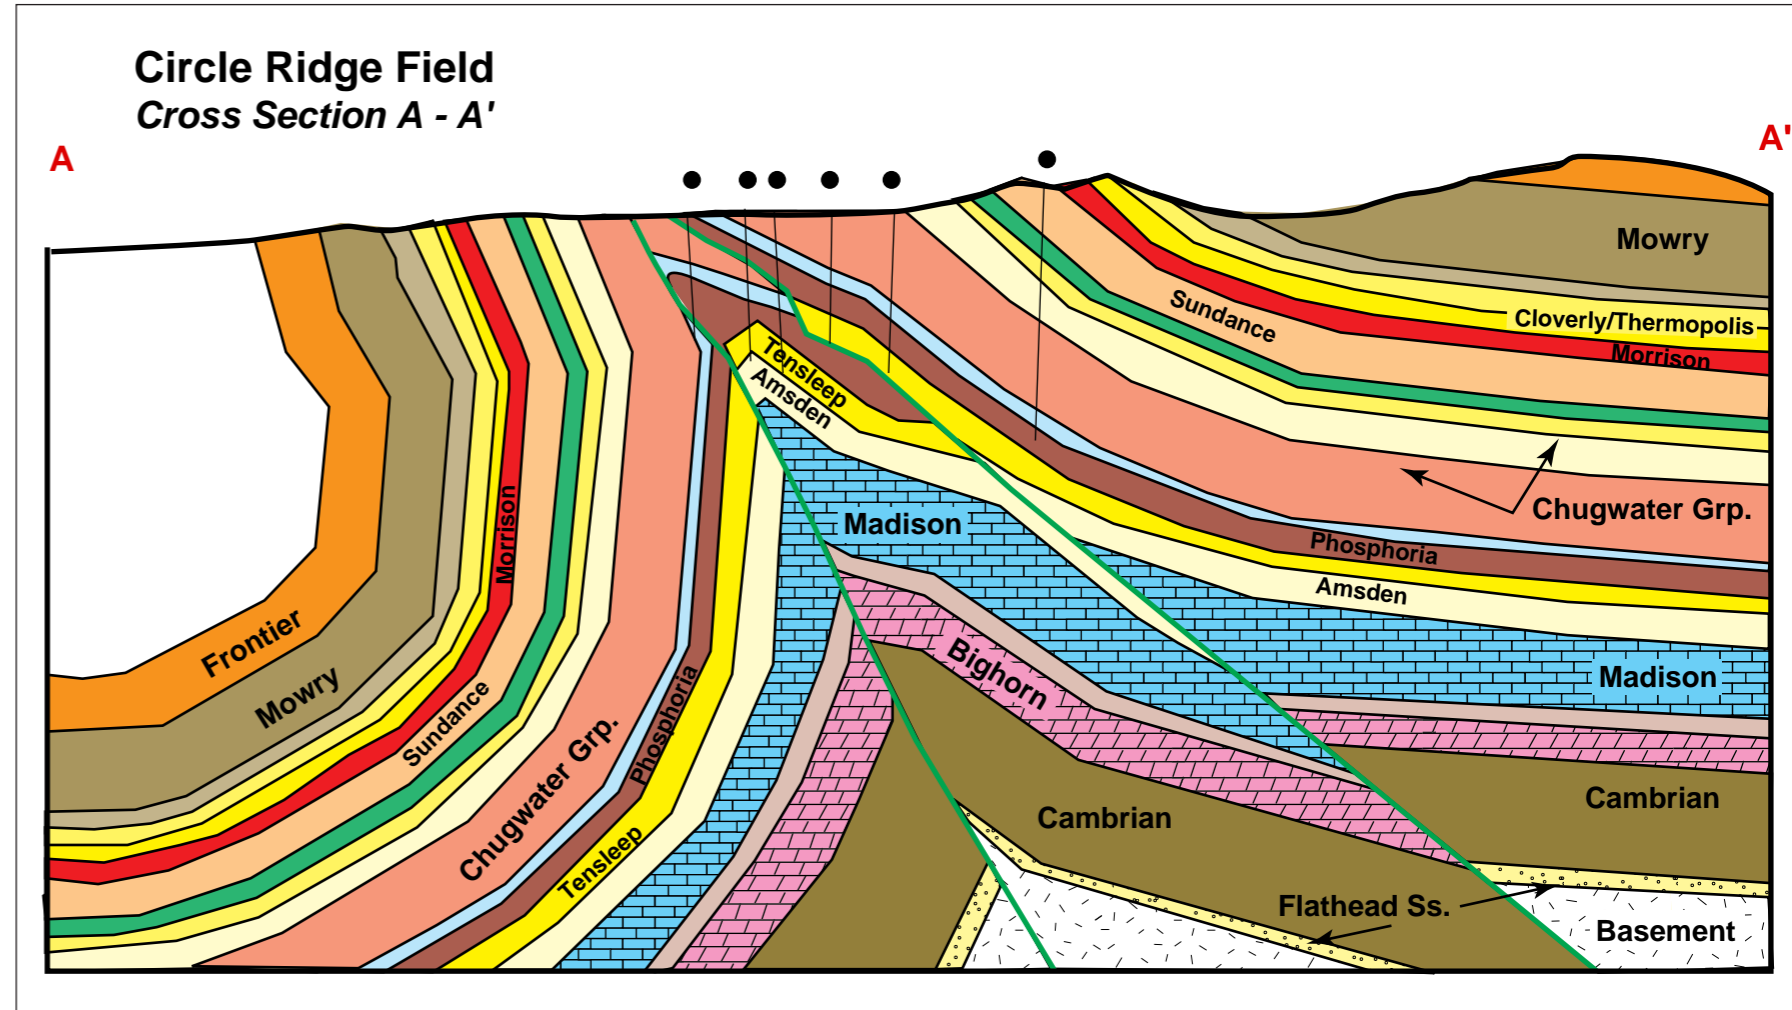 Circle Ridge Field
Cross Section A - A'
A
A'
Mowry
Sundance
Cloverly/Thermopolis
Morrison
Tensleep
Amsden
Chugwater Grp.
Madison
Phosphoria
Morrison
Amsden
Frontier
Bighorn
Madison
Mowry
Phosphoria
Sundance
Chugwater Grp.
Cambrian
Cambrian
Tensleep
Flathead Ss.
Basement